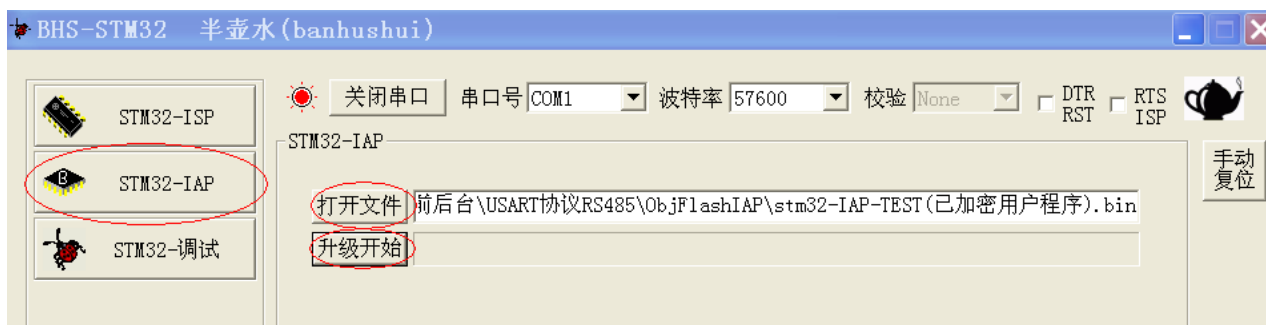 BHS-STM32 半壶水(banhushui)
STM32-ISP
STM32-IAP
STM32-调试
关闭串口 串口号 COM1 波特率 57600 校验 None DTR RST RTS ISP
STM32-IAP
打开文件 前后台\USART协议RS485\ObjFlashIAP\stm32-IAP-TEST(已加密用户程序).bin
升级开始
手动
复位